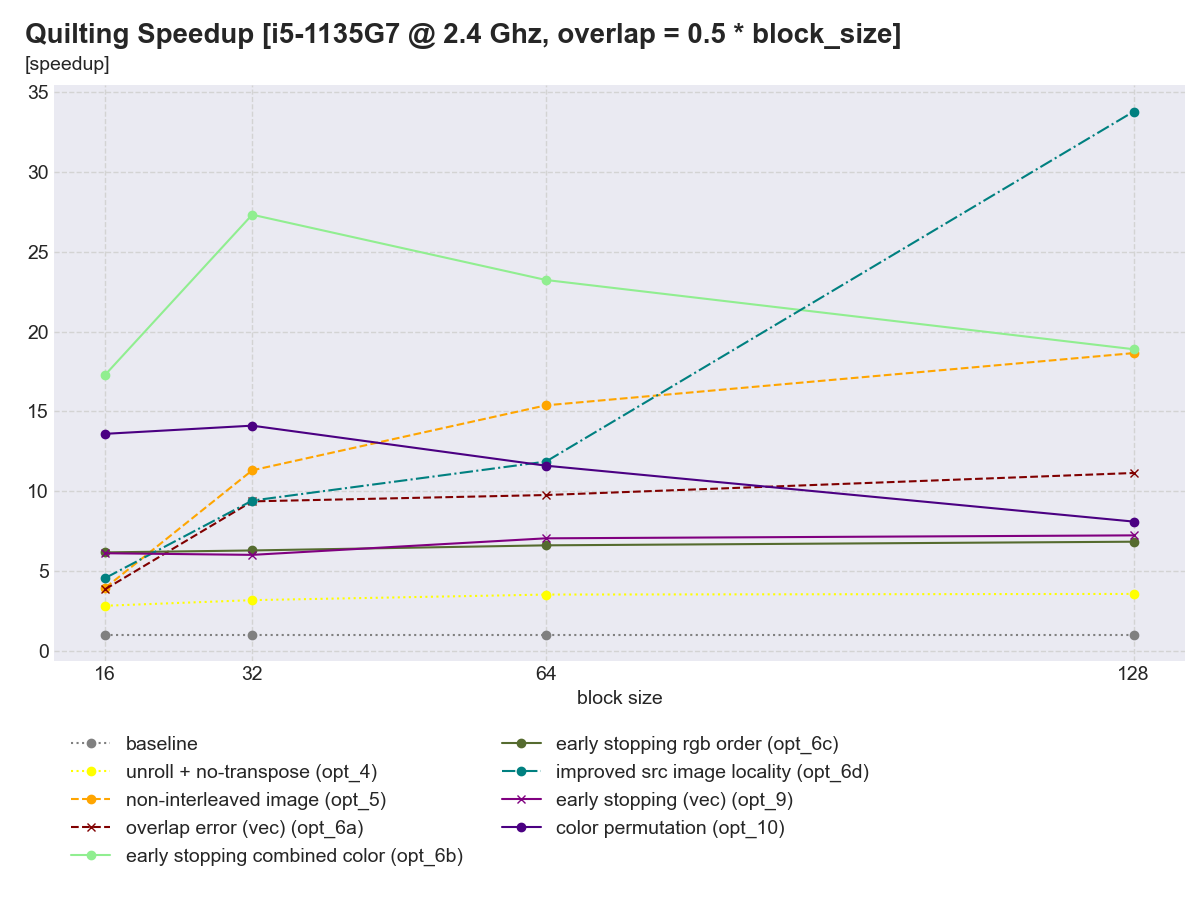 Quilting Speedup [i5-1135G7 @ 2.4 Ghz, overlap = 0.5 * block_size]
[speedup]
35
30
25
20
15
10
5
0
16 32 64 128
block size
baseline
unroll + no-transpose (opt_4)
non-interleaved image (opt_5)
overlap error (vec) (opt_6a)
early stopping combined color (opt_6b)
early stopping rgb order (opt_6c)
improved src image locality (opt_6d)
early stopping (vec) (opt_9)
color permutation (opt_10)